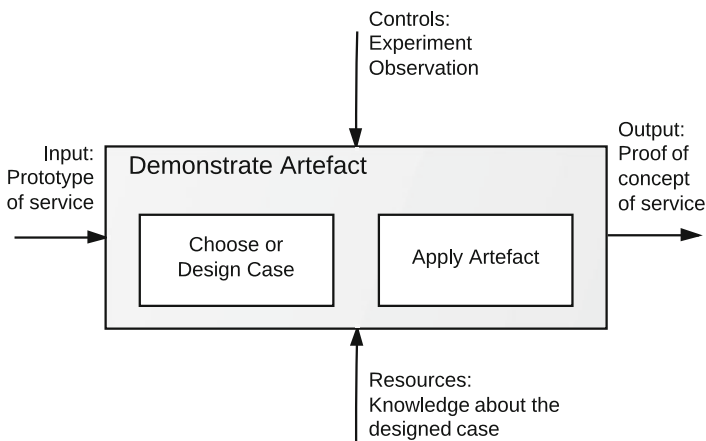 Controls:
Experiment
Observation
Input:
Prototype
of service
Demonstrate Artefact
Output:
Proof of
concept
of service
Choose or
Design Case
Apply Artefact
Resources:
Knowledge about the
designed case